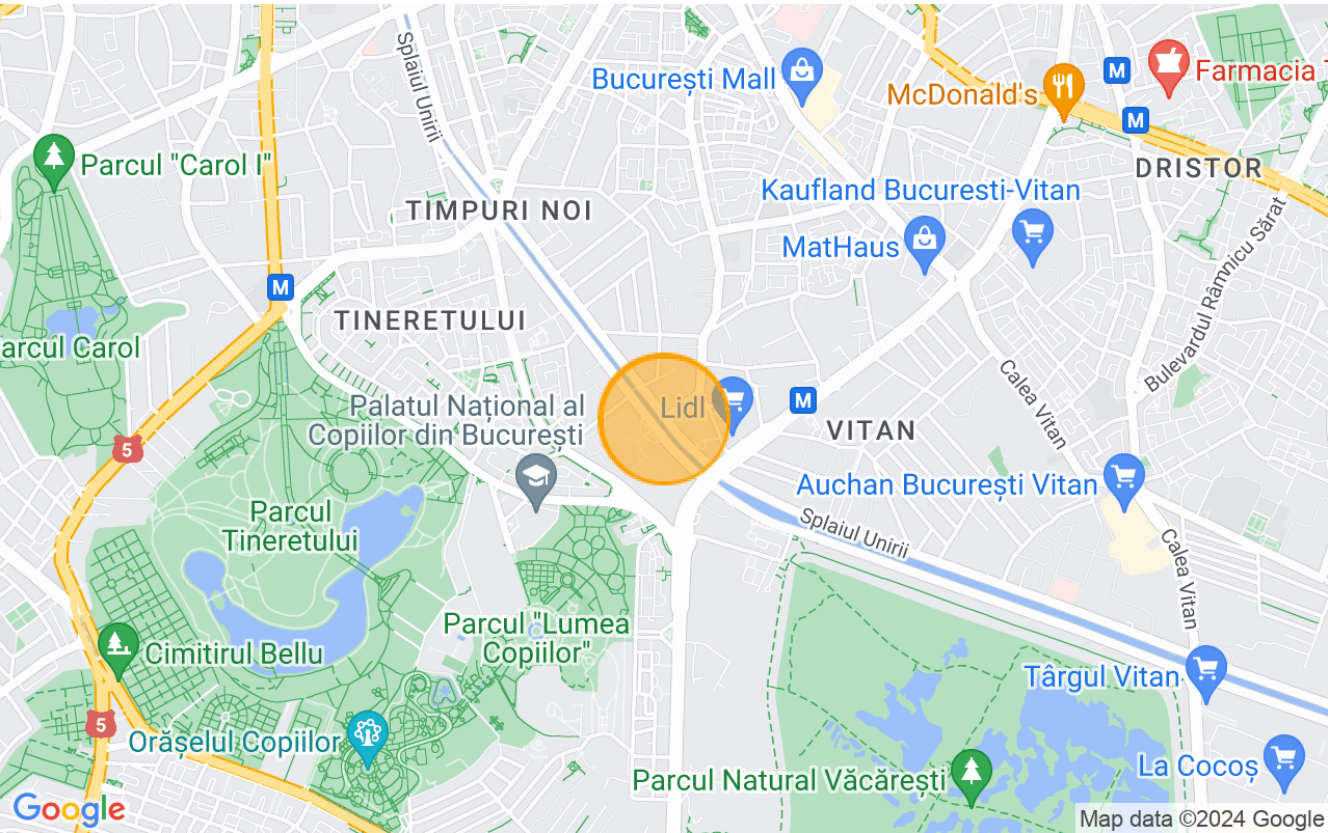 Splaiul Unirii
București Mall
McDonald's
M
Farmacia
M
Parcul "Carol I"
DRISTOR
Kaufland Bucuresti-Vitan
TIMPURI NOI
MatHaus
Bulevardul Râmnicu Sărat
M
TINERETULUI
arcul Carol
Calea Vitan
Palatul Național al
Copiilor din București
Lidl
M
VITAN
5
Auchan București Vitan
Parcul
Tineretului
Splaiul Unirii
Calea Vitan
Parcul "Lumea
Copiilor"
Cimitirul Bellu
Târgul Vitan
5
Orășelul Copiilor
Parcul Natural Văcărești
La Cocoș
Google
Map data ©2024 Google